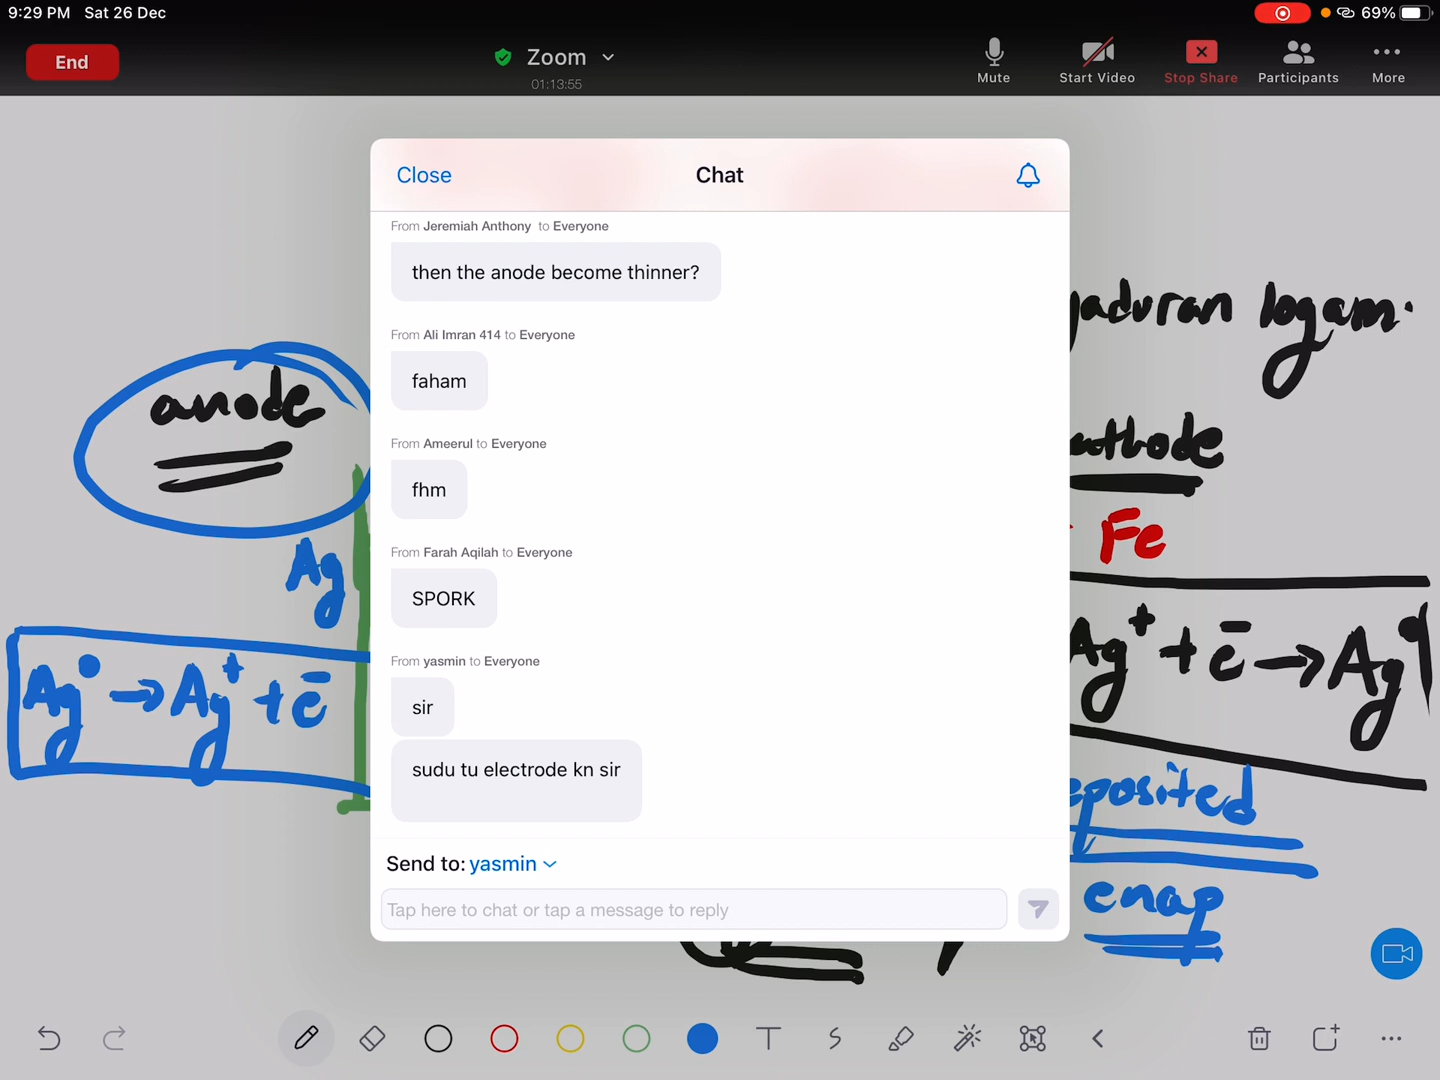 9:29 PM Sat 26 Dec
69%
End
Zoom
01:13:55
Mute
Start Video
Stop Share
Participants
More
Close
Chat
From Jeremiah Anthony to Everyone
then the anode become thinner?
From Ali Imran 414 to Everyone
faham
From Ameerul to Everyone
fhm
From Farah Aqilah to Everyone
SPORK
From yasmin to Everyone
sir
sudu tu electrode kn sir
Send to: yasmin
Tap here to chat or tap a message to reply
anode
Ag
Ag → Ag⁺ + ē
logam.
Fe
Ag⁺ + ē → Ag
T